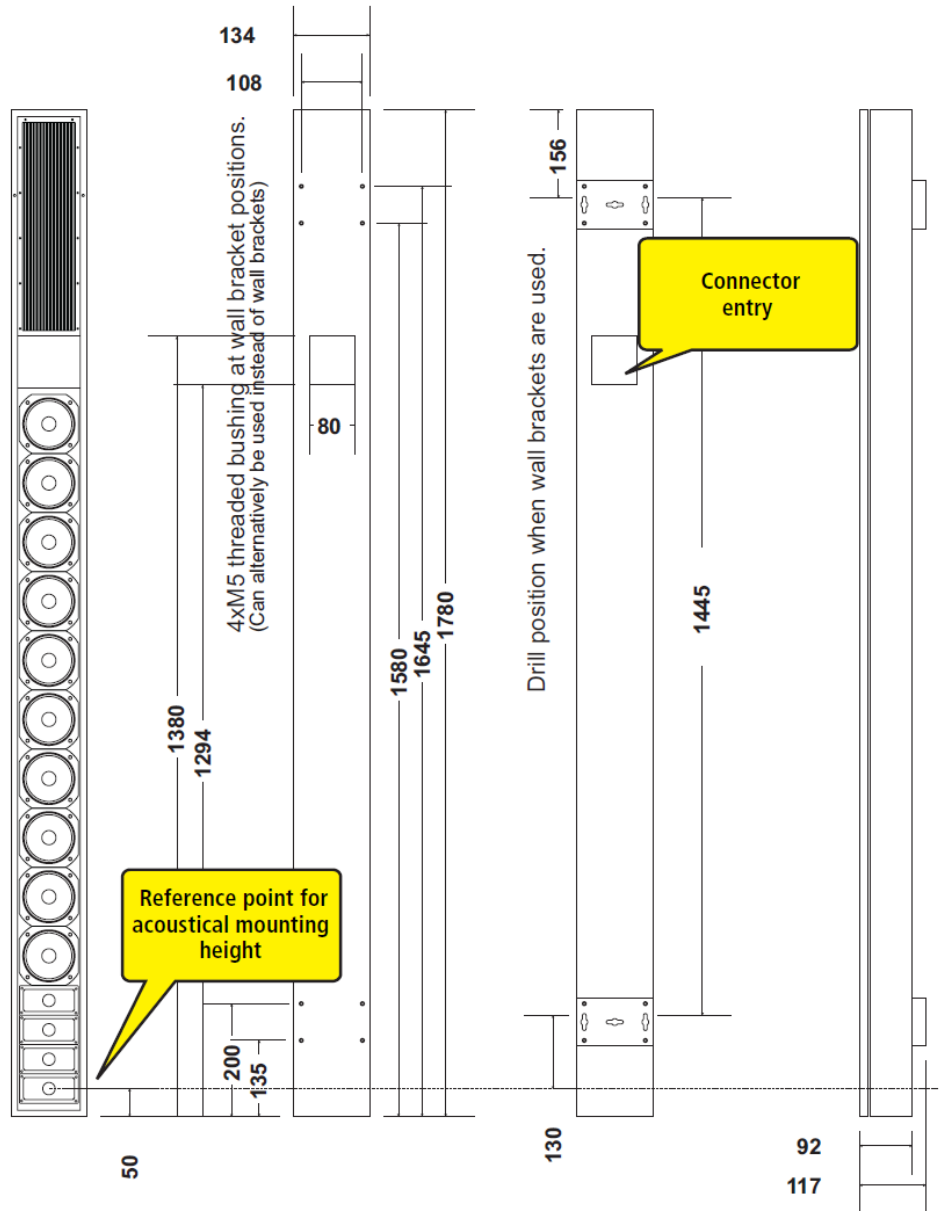 134
108
4xM5 threaded bushing at wall bracket positions.
(Can alternatively be used instead of wall brackets)
156
Drill position when wall brackets are used.
Connector
entry
80
1380
1294
1580
1645
1780
1445
Reference point for
acoustical mounting
height
200
135
50
130
92
117